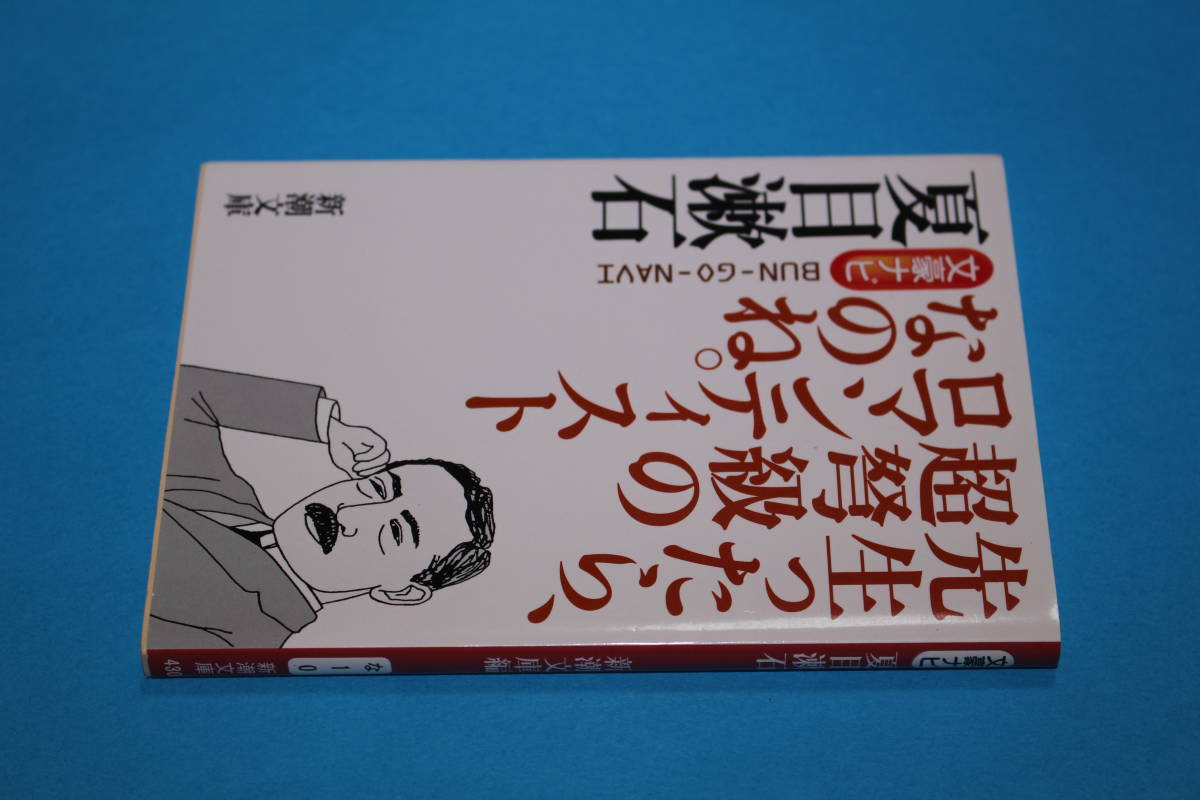 先生ったら、
超弩級の
ロマンティスト
なのね。
文豪ナビ
BUN-GO-NAVI
夏目漱石
新潮文庫
文豪ナビ 夏目漱石 新潮文庫編 な 1 0 新潮文庫 430